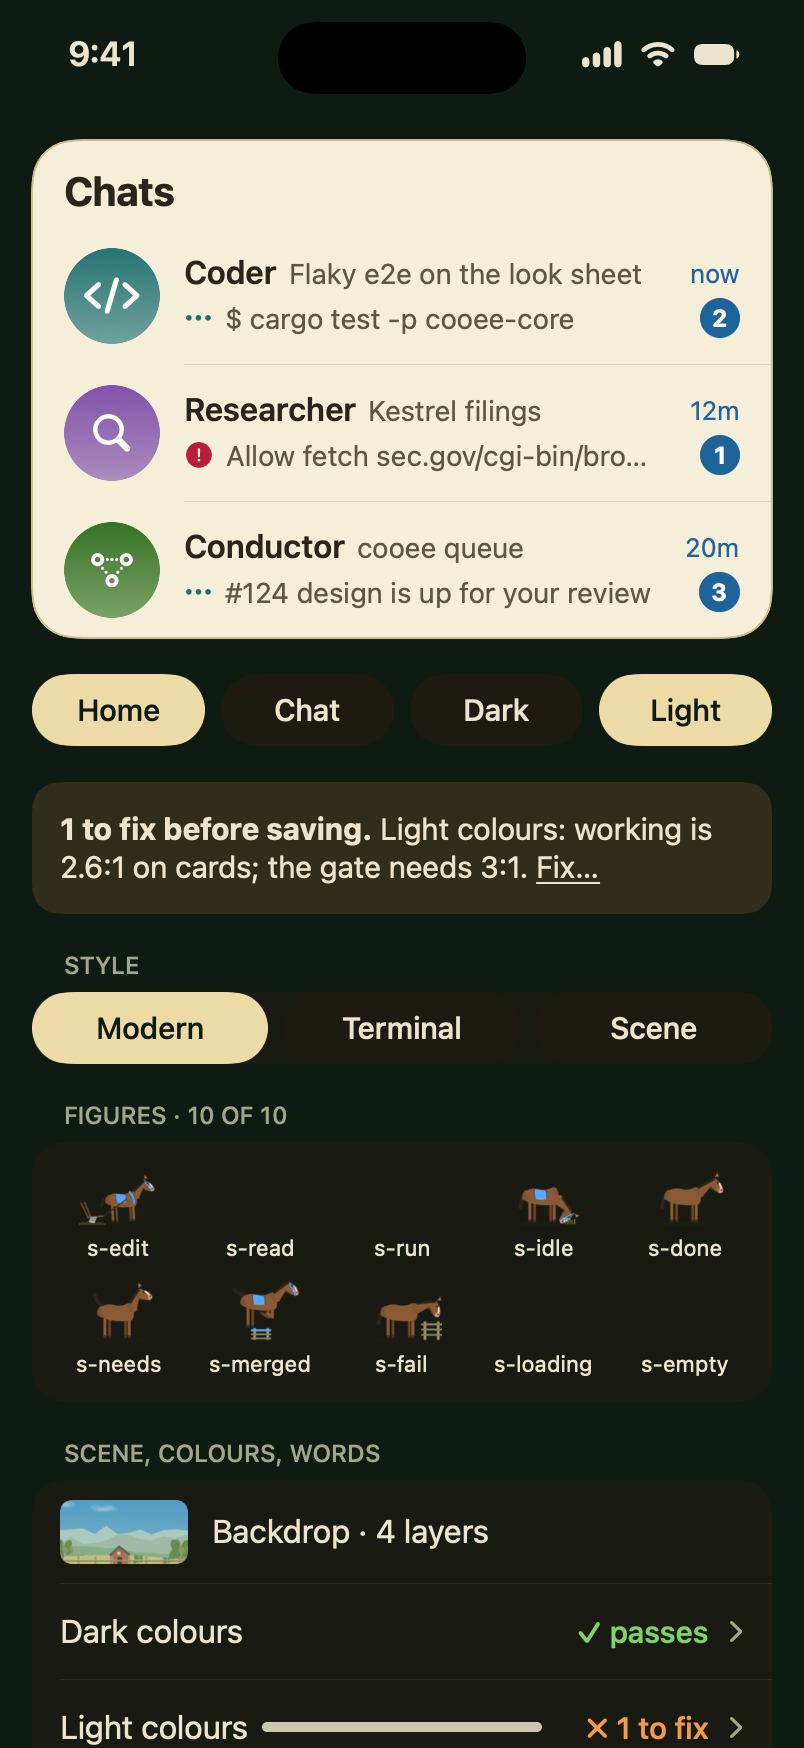 9:41
Chats
Coder Flaky e2e on the look sheet now
··· $ cargo test -p cooee-core 2
Researcher Kestrel filings 12m
! Allow fetch sec.gov/cgi-bin/bro... 1
Conductor cooee queue 20m
··· #124 design is up for your review 3
Home Chat Dark Light
1 to fix before saving. Light colours: working is
2.6:1 on cards; the gate needs 3:1. Fix...
STYLE
Modern Terminal Scene
FIGURES · 10 OF 10
s-edit s-read s-run s-idle s-done
s-needs s-merged s-fail s-loading s-empty
SCENE, COLOURS, WORDS
Backdrop · 4 layers
Dark colours ✓ passes
Light colours ✕ 1 to fix